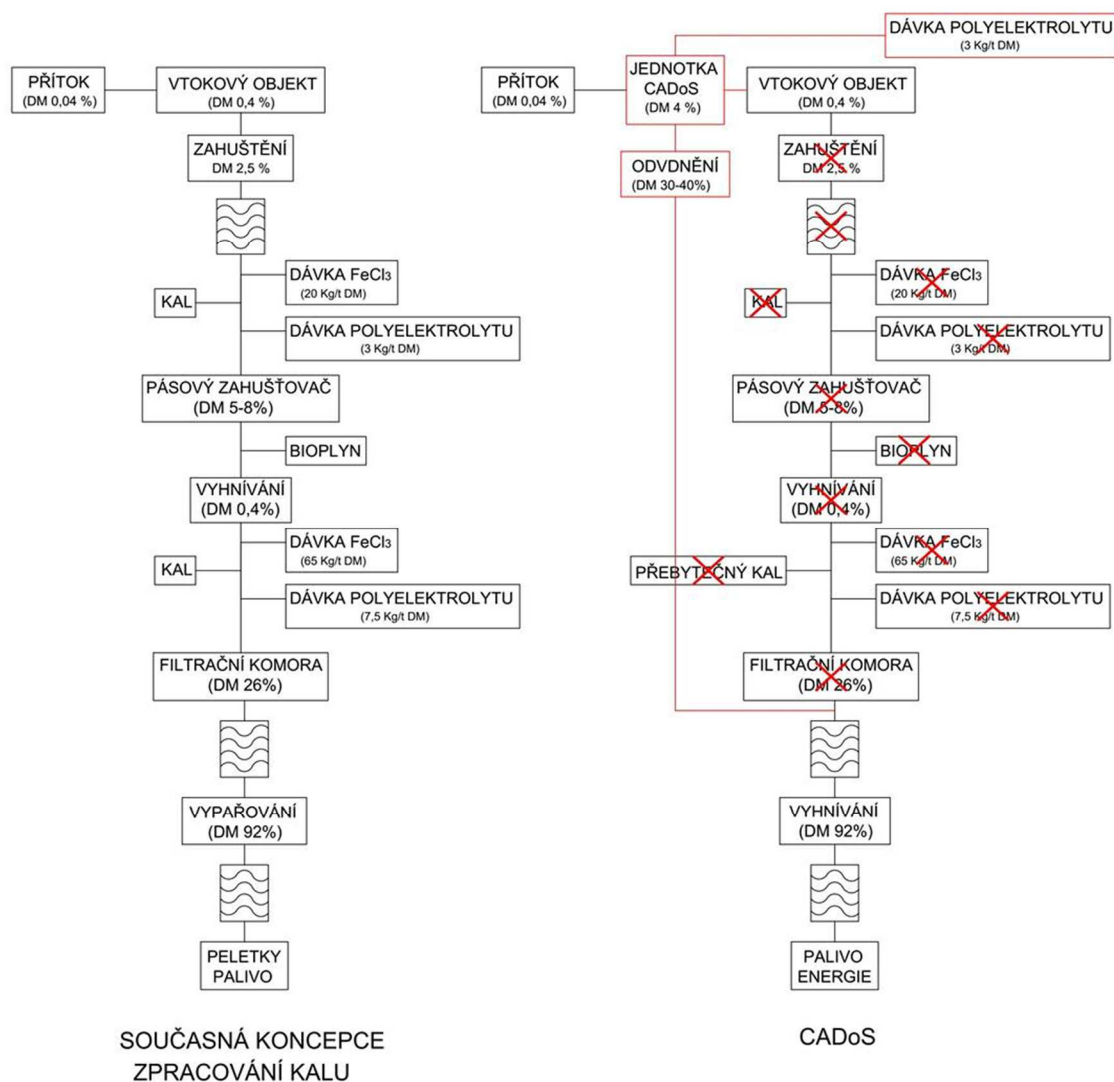 PŘÍTOK
(DM 0,04 %)
VTOKOVÝ OBJEKT
(DM 0,4 %)
ZAHUŠTĚNÍ
DM 2,5 %
DÁVKA FeCl₃
(20 Kg/t DM)
KAL
DÁVKA POLYELEKTROLYTU
(3 Kg/t DM)
PÁSOVÝ ZAHUŠŤOVAČ
(DM 5-8%)
BIOPLYN
VYHNÍVÁNÍ
(DM 0,4%)
DÁVKA FeCl₃
(65 Kg/t DM)
KAL
DÁVKA POLYELEKTROLYTU
(7,5 Kg/t DM)
FILTRAČNÍ KOMORA
(DM 26%)
VYPAŘOVÁNÍ
(DM 92%)
PELETKY
PALIVO
SOUČASNÁ KONCEPCE
ZPRACOVÁNÍ KALU
DÁVKA POLYELEKTROLYTU
(3 Kg/t DM)
PŘÍTOK
(DM 0,04 %)
JEDNOTKA
CADoS
(DM 4 %)
VTOKOVÝ OBJEKT
(DM 0,4 %)
ODVDNĚNÍ
(DM 30-40%)
ZAHUŠTĚNÍ
DM 2,5 %
DÁVKA FeCl₃
(20 Kg/t DM)
KAL
DÁVKA POLYELEKTROLYTU
(3 Kg/t DM)
PÁSOVÝ ZAHUŠŤOVAČ
(DM 5-8%)
BIOPLYN
VYHNÍVÁNÍ
(DM 0,4%)
DÁVKA FeCl₃
(65 Kg/t DM)
PŘEBYTEČNÝ KAL
DÁVKA POLYELEKTROLYTU
(7,5 Kg/t DM)
FILTRAČNÍ KOMORA
(DM 26%)
VYHNÍVÁNÍ
(DM 92%)
PALIVO
ENERGIE
CADoS